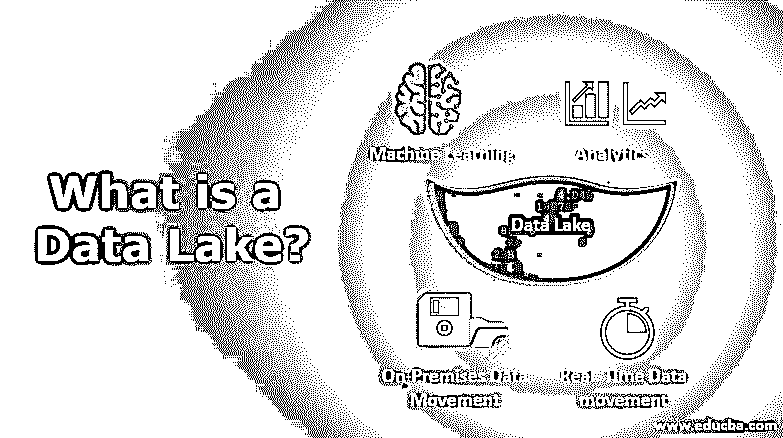 What is a
Data Lake?
Machine Learning
Analytics
Data Lake
On-Premises Data
Movement
Real-Time Data
movement
www.educba.com